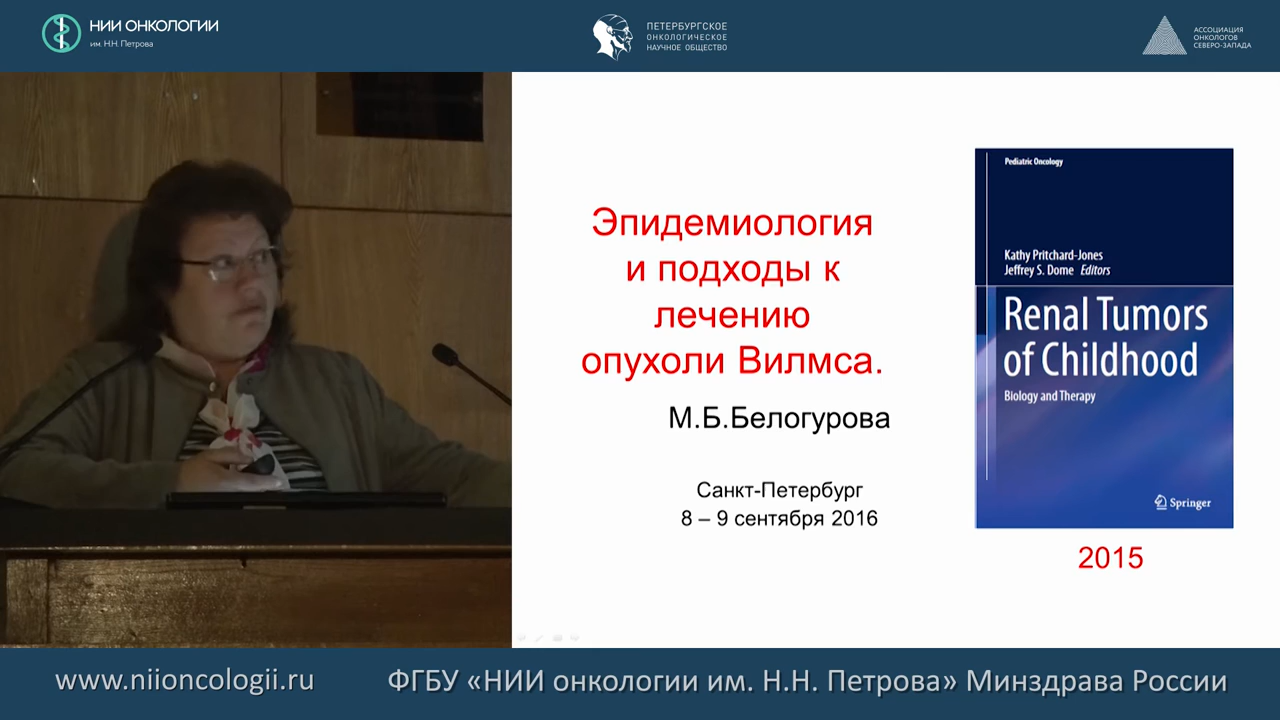 НИИ ОНКОЛОГИИ
им. Н.Н. Петрова
ПЕТЕРБУРГСКОЕ
ОНКОЛОГИЧЕСКОЕ
НАУЧНОЕ ОБЩЕСТВО
АССОЦИАЦИЯ
ОНКОЛОГОВ
СЕВЕРО-ЗАПАДА
Эпидемиология
и подходы к
лечению
опухоли Вилмса.
М.Б.Белогурова
Санкт-Петербург
8 – 9 сентября 2016
Pediatric Oncology
Kathy Pritchard-Jones
Jeffrey S. Dome Editors
Renal Tumors
of Childhood
Biology and Therapy
Springer
2015
www.niioncologii.ru
ФГБУ «НИИ онкологии им. Н.Н. Петрова» Минздрава России